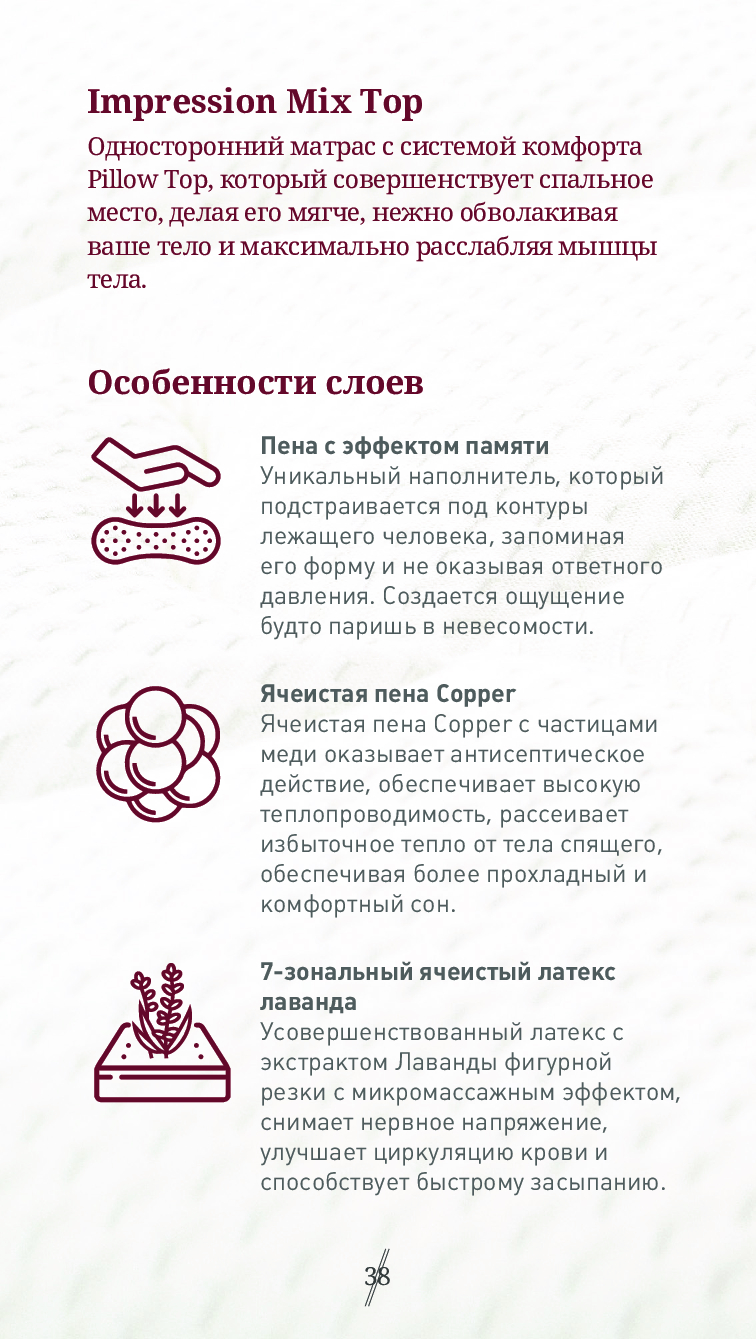 Impression Mix Top
Односторонний матрас с системой комфорта
Pillow Top, который совершенствует спальное
место, делая его мягче, нежно обволакивая
ваше тело и максимально расслабляя мышцы
тела.
Особенности слоев
Пена с эффектом памяти
Уникальный наполнитель, который
подстраивается под контуры
лежащего человека, запоминая
его форму и не оказывая ответного
давления. Создается ощущение
будто паришь в невесомости.
Ячеистая пена Copper
Ячеистая пена Copper с частицами
меди оказывает антисептическое
действие, обеспечивает высокую
теплопроводимость, рассеивает
избыточное тепло от тела спящего,
обеспечивая более прохладный и
комфортный сон.
7-зональный ячеистый латекс
лаванда
Усовершенствованный латекс с
экстрактом Лаванды фигурной
резки с микромассажным эффектом,
снимает нервное напряжение,
улучшает циркуляцию крови и
способствует быстрому засыпанию.
38